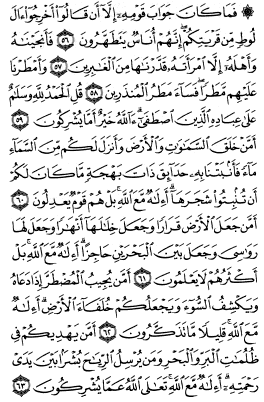 ۞ فَمَا كَانَ جَوَابَ قَوْمِهِۦٓ إِلَّآ أَن قَالُوٓا۟ أَخْرِجُوٓا۟ ءَالَ
لُوطٍ مِّن قَرْيَتِكُمْ ۖ إِنَّهُمْ أُنَاسٌ يَتَطَهَّرُونَ ٥٦ فَأَنجَيْنَٰهُ
وَأَهْلَهُۥٓ إِلَّا ٱمْرَأَتَهُۥ قَدَّرْنَٰهَا مِنَ ٱلْغَٰبِرِينَ ٥٧ وَأَمْطَرْنَا
عَلَيْهِم مَّطَرًا ۖ فَسَآءَ مَطَرُ ٱلْمُنذَرِينَ ٥٨ قُلِ ٱلْحَمْدُ لِلَّهِ وَسَلَٰمٌ
عَلَىٰ عِبَادِهِ ٱلَّذِينَ ٱصْطَفَىٰٓ ۗ ءَآللَّهُ خَيْرٌ أَمَّا يُشْرِكُونَ ٥٩
أَمَّنْ خَلَقَ ٱلسَّمَٰوَٰتِ وَٱلْأَرْضَ وَأَنزَلَ لَكُم مِّنَ ٱلسَّمَآءِ
مَآءً فَأَنۢبَتْنَا بِهِۦ حَدَآئِقَ ذَاتَ بَهْجَةٍ مَّا كَانَ لَكُمْ
أَن تُنۢبِتُوا۟ شَجَرَهَآ ۗ أَءِلَٰهٌ مَّعَ ٱللَّهِ ۚ بَلْ هُمْ قَوْمٌ يَعْدِلُونَ ٦٠
أَمَّن جَعَلَ ٱلْأَرْضَ قَرَارًا وَجَعَلَ خِلَٰلَهَآ أَنْهَٰرًا وَجَعَلَ لَهَا
رَوَٰسِىَ وَجَعَلَ بَيْنَ ٱلْبَحْرَيْنِ حَاجِزًا ۗ أَءِلَٰهٌ مَّعَ ٱللَّهِ ۚ بَلْ
أَكْثَرُهُمْ لَا يَعْلَمُونَ ٦١ أَمَّن يُجِيبُ ٱلْمُضْطَرَّ إِذَا دَعَاهُ
وَيَكْشِفُ ٱلسُّوٓءَ وَيَجْعَلُكُمْ خُلَفَآءَ ٱلْأَرْضِ ۗ أَءِلَٰهٌ
مَّعَ ٱللَّهِ ۚ قَلِيلًا مَّا تَذَكَّرُونَ ٦٢ أَمَّن يَهْدِيكُمْ فِى
ظُلُمَٰتِ ٱلْبَرِّ وَٱلْبَحْرِ وَمَن يُرْسِلُ ٱلرِّيَٰحَ بُشْرًۢا بَيْنَ يَدَىْ
رَحْمَتِهِۦٓ ۗ أَءِلَٰهٌ مَّعَ ٱللَّهِ ۚ تَعَٰلَى ٱللَّهُ عَمَّا يُشْرِكُونَ ٦٣